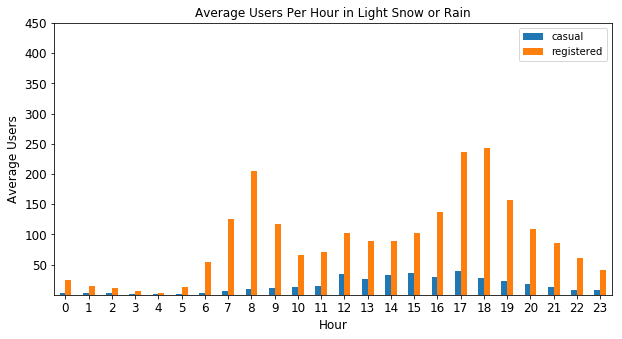 Average Users Per Hour in Light Snow or Rain
casual
registered
450
400
350
300
250
200
150
100
50
Average Users
0 1 2 3 4 5 6 7 8 9 10 11 12 13 14 15 16 17 18 19 20 21 22 23
Hour